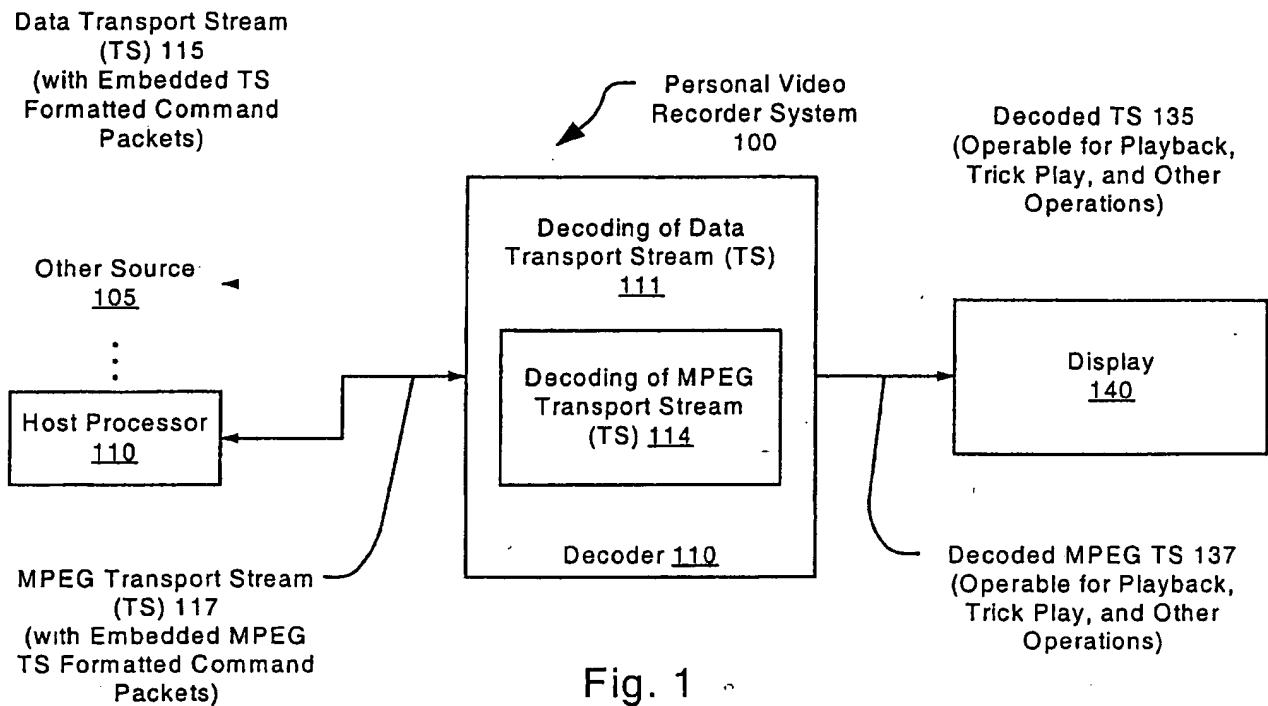 Data Transport Stream
(TS) 115
(with Embedded TS
Formatted Command
Packets)
Personal Video
Recorder System
100
Decoded TS 135
(Operable for Playback,
Trick Play, and Other
Operations)
Other Source
105
Host Processor
110
Decoding of Data
Transport Stream (TS)
111
Decoding of MPEG
Transport Stream
(TS) 114
Decoder 110
Display
140
MPEG Transport Stream
(TS) 117
(with Embedded MPEG
TS Formatted Command
Packets)
Decoded MPEG TS 137
(Operable for Playback,
Trick Play, and Other
Operations)
Fig. 1